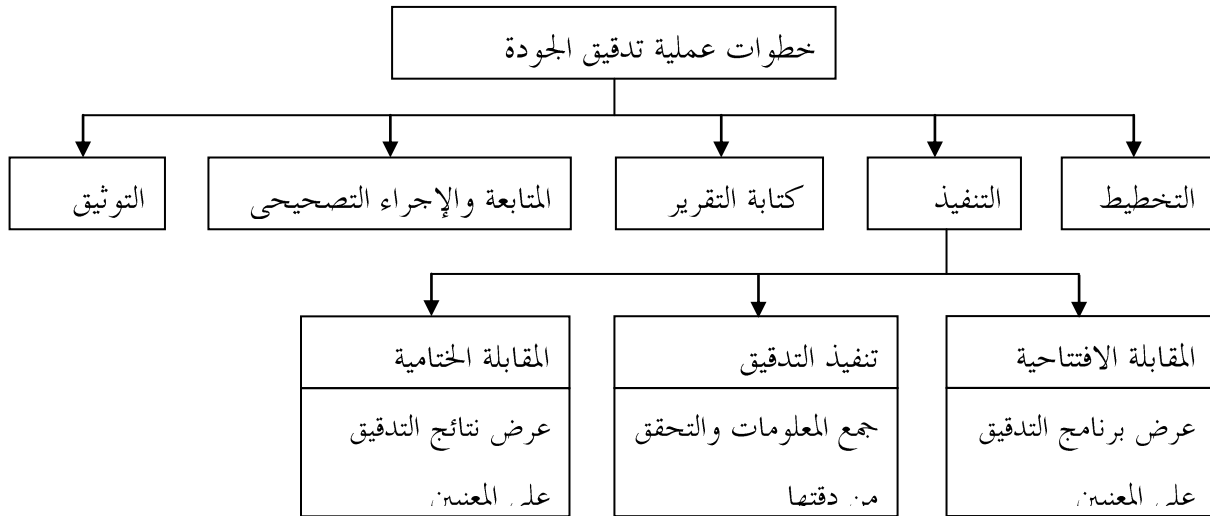 خطوات عملية تدقيق الجودة
التخطيط
التنفيذ
كتابة التقرير
المتابعة والإجراء التصحيحى
التوثيق
المقابلة الافتتاحية
عرض برنامج التدقيق
على المعنيين
تنفيذ التدقيق
جمع المعلومات والتحقق
من دقتها
المقابلة الختامية
عرض نتائج التدقيق
على المعنيين